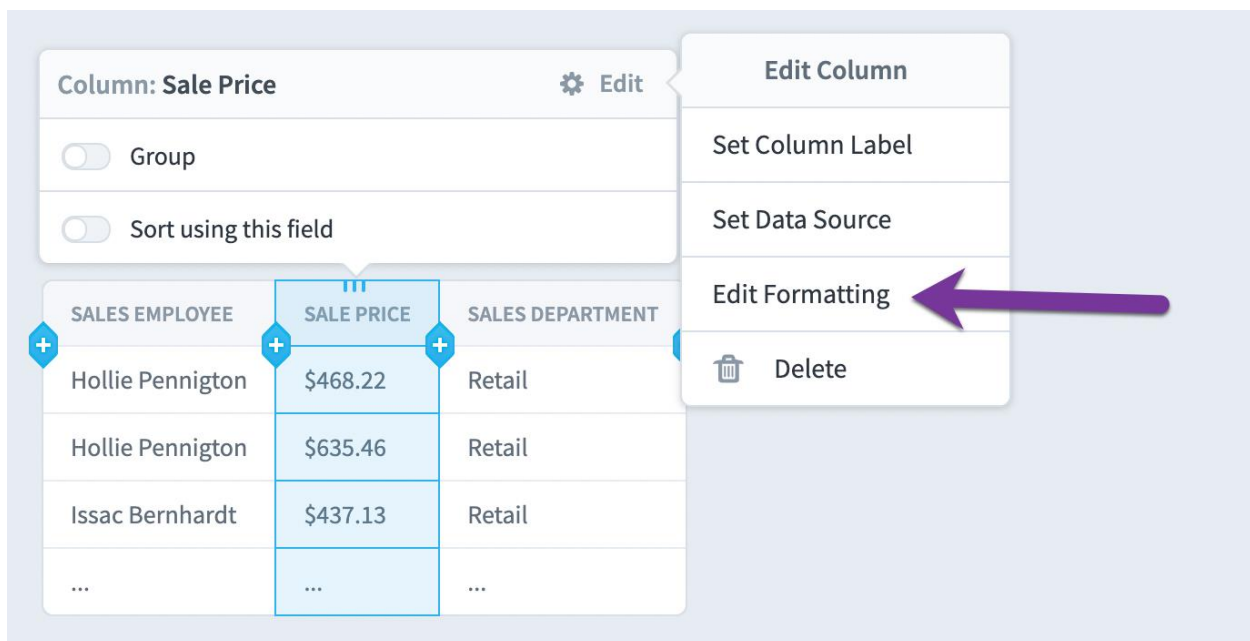 Column: Sale Price
Edit
Group
Sort using this field
SALES EMPLOYEE SALE PRICE SALES DEPARTMENT
Hollie Pennigton $468.22 Retail
Hollie Pennigton $635.46 Retail
Issac Bernhardt $437.13 Retail
... ... ...
Edit Column
Set Column Label
Set Data Source
Edit Formatting
Delete